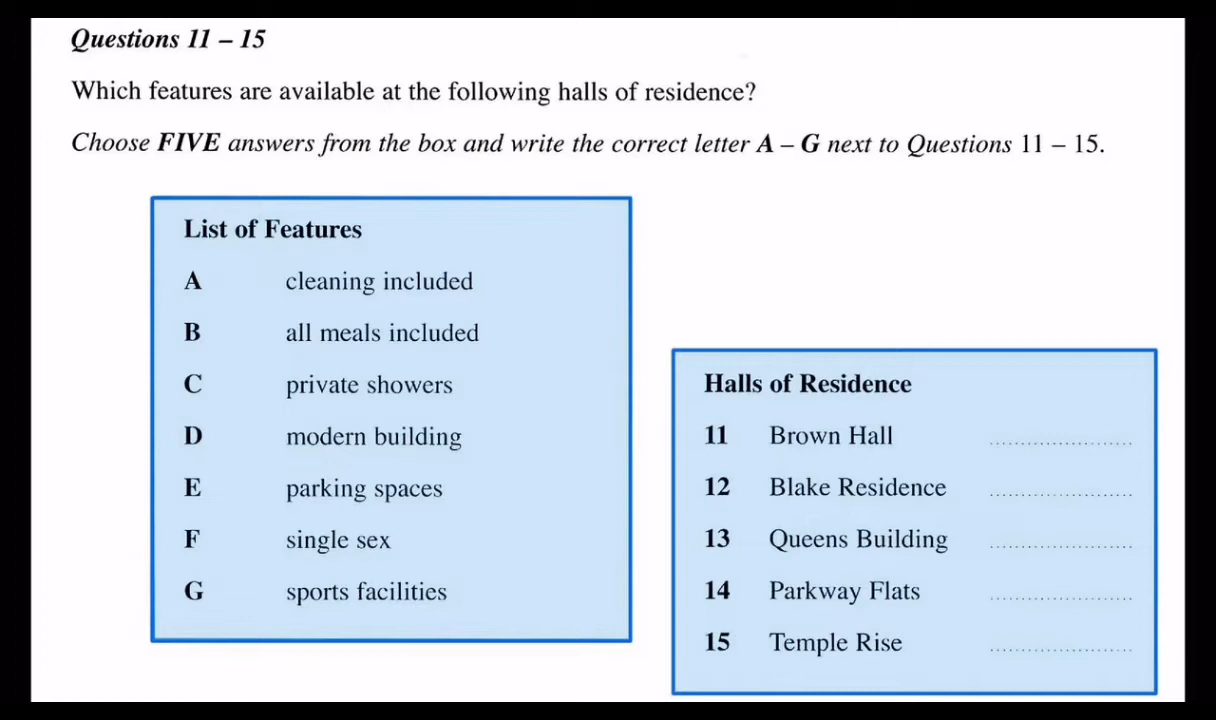 Questions 11 – 15
Which features are available at the following halls of residence?
Choose FIVE answers from the box and write the correct letter A – G next to Questions 11 – 15.
List of Features
A cleaning included
B all meals included
C private showers
D modern building
E parking spaces
F single sex
G sports facilities
Halls of Residence
11 Brown Hall ......................
12 Blake Residence ......................
13 Queens Building ......................
14 Parkway Flats ......................
15 Temple Rise ......................